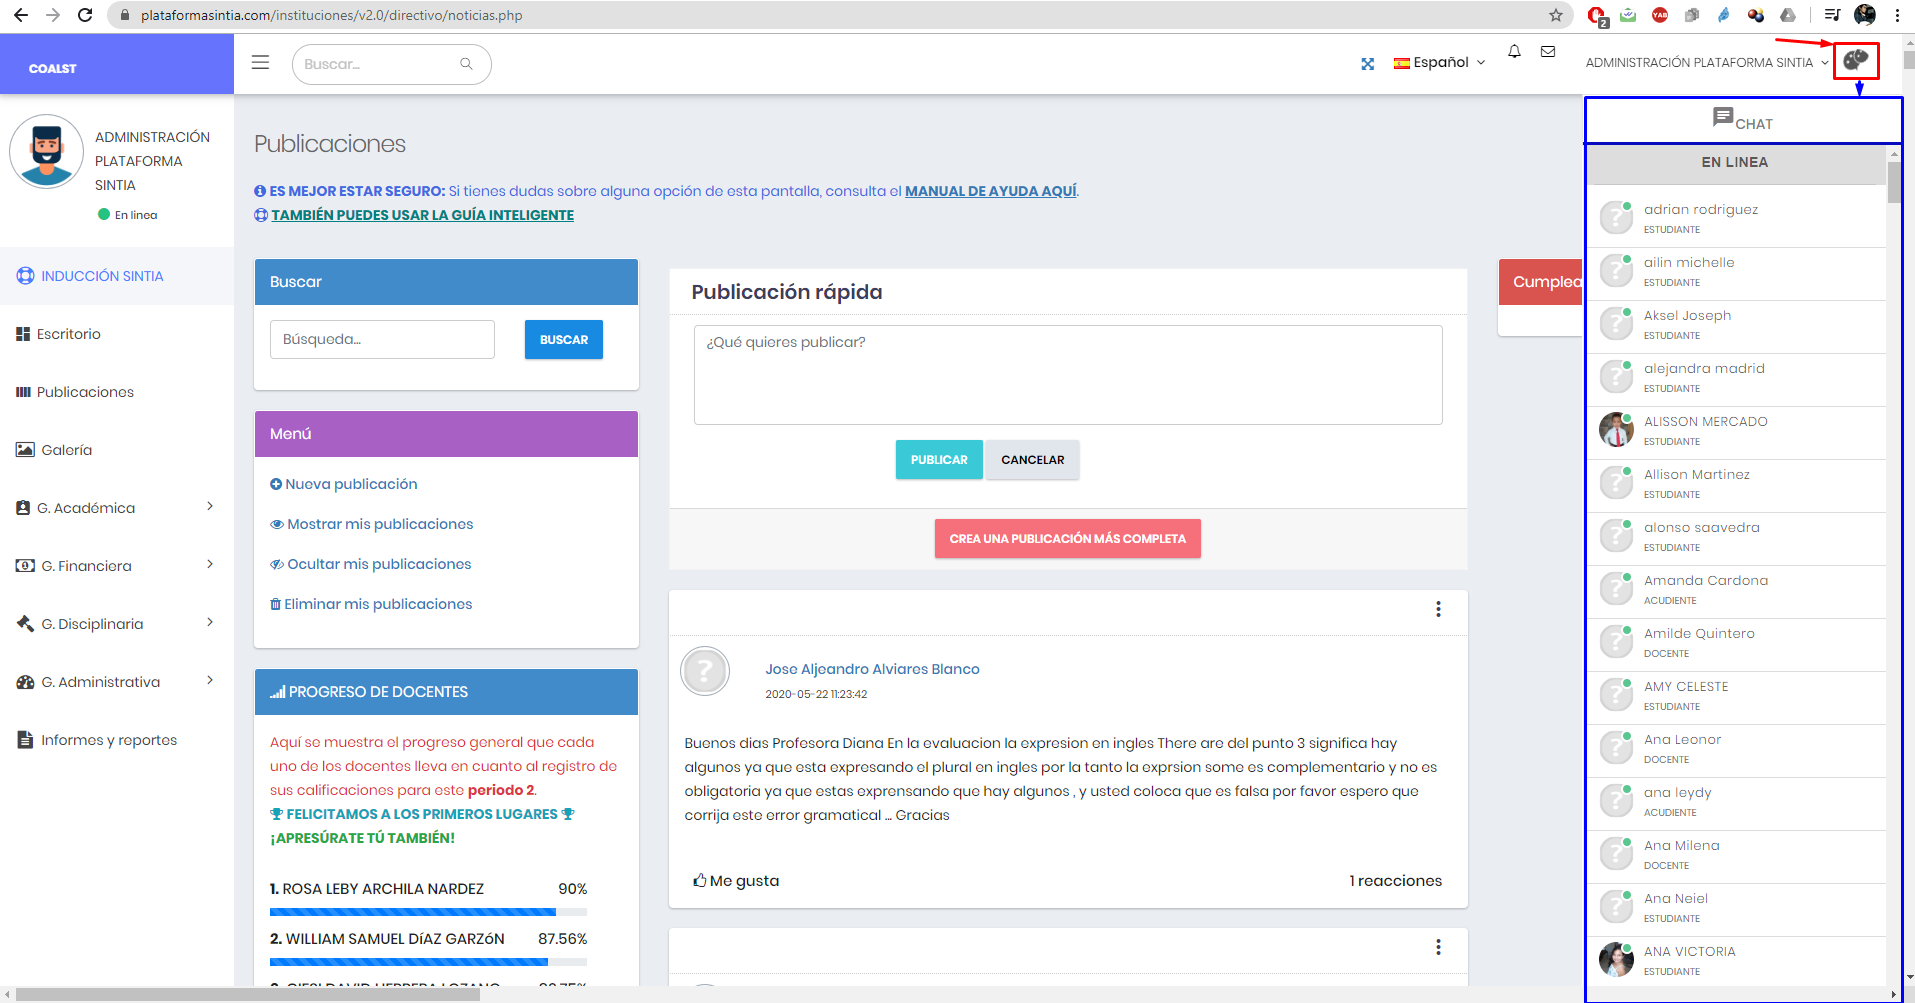 plataformasintia.com/instituciones/v2.0/directivo/noticias.php
2
YAB
COALST
Buscar...
Español
ADMINISTRACIÓN PLATAFORMA SINTIA
ADMINISTRACIÓN
PLATAFORMA
SINTIA
En linea
INDUCCIÓN SINTIA
Escritorio
Publicaciones
Galería
G. Académica
G. Financiera
G. Disciplinaria
G. Administrativa
Informes y reportes
Publicaciones
ES MEJOR ESTAR SEGURO: Si tienes dudas sobre alguna opción de esta pantalla, consulta el MANUAL DE AYUDA AQUÍ.
TAMBIÉN PUEDES USAR LA GUÍA INTELIGENTE
Buscar
Búsqueda...
BUSCAR
Menú
Nueva publicación
Mostrar mis publicaciones
Ocultar mis publicaciones
Eliminar mis publicaciones
PROGRESO DE DOCENTES
Aquí se muestra el progreso general que cada
uno de los docentes lleva en cuanto al registro de
sus calificaciones para este periodo 2.
FELICITAMOS A LOS PRIMEROS LUGARES
¡APRESÚRATE TÚ TAMBIÉN!
1. ROSA LEBY ARCHILA NARDEZ 90%
2. WILLIAM SAMUEL DíAZ GARZóN 87.56%
Publicación rápida
¿Qué quieres publicar?
PUBLICAR
CANCELAR
CREA UNA PUBLICACIÓN MÁS COMPLETA
Jose Aljeandro Alviares Blanco
2020-05-22 11:23:42
Buenos dias Profesora Diana En la evaluacion la expresion en ingles There are del punto 3 significa hay
algunos ya que esta expresando el plural en ingles por la tanto la exprsion some es complementario y no es
obligatoria ya que estas exprensando que hay algunos , y usted coloca que es falsa por favor espero que
corrija este error gramatical ... Gracias
Me gusta
1 reacciones
Cumplea
CHAT
EN LINEA
adrian rodriguez
ESTUDIANTE
ailin michelle
ESTUDIANTE
Aksel Joseph
ESTUDIANTE
alejandra madrid
ESTUDIANTE
ALISSON MERCADO
ESTUDIANTE
Allison Martinez
ESTUDIANTE
alonso saavedra
ESTUDIANTE
Amanda Cardona
ACUDIENTE
Amilde Quintero
DOCENTE
AMY CELESTE
ESTUDIANTE
Ana Leonor
DOCENTE
ana leydy
ACUDIENTE
Ana Milena
DOCENTE
Ana Neiel
ESTUDIANTE
ANA VICTORIA
ESTUDIANTE